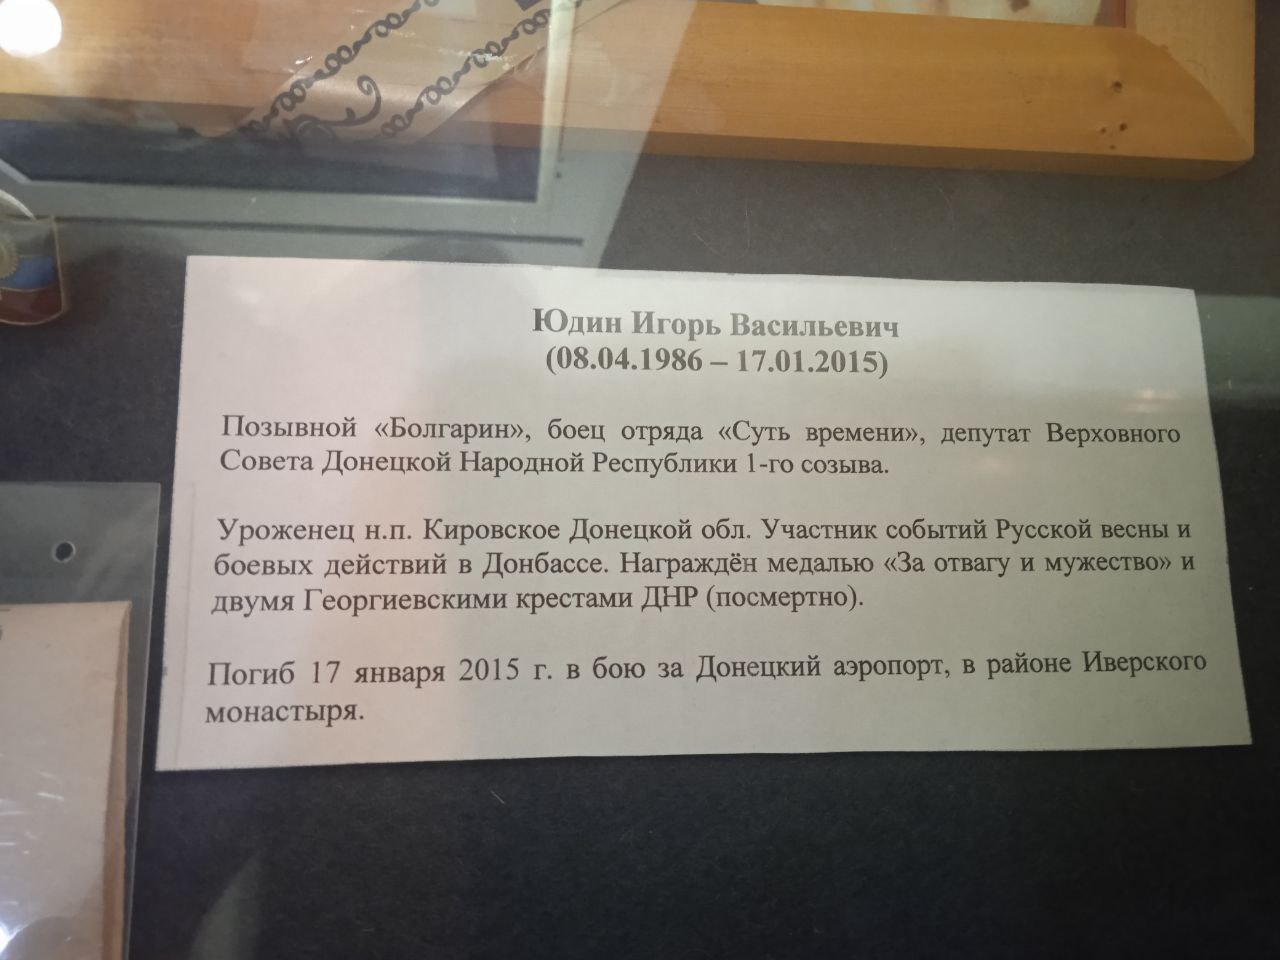 Юдин Игорь Васильевич
(08.04.1986 – 17.01.2015)
Позывной «Болгарин», боец отряда «Суть времени», депутат Верховного
Совета Донецкой Народной Республики 1-го созыва.
Уроженец н.п. Кировское Донецкой обл. Участник событий Русской весны и
боевых действий в Донбассе. Награждён медалью «За отвагу и мужество» и
двумя Георгиевскими крестами ДНР (посмертно).
Погиб 17 января 2015 г. в бою за Донецкий аэропорт, в районе Иверского
монастыря.